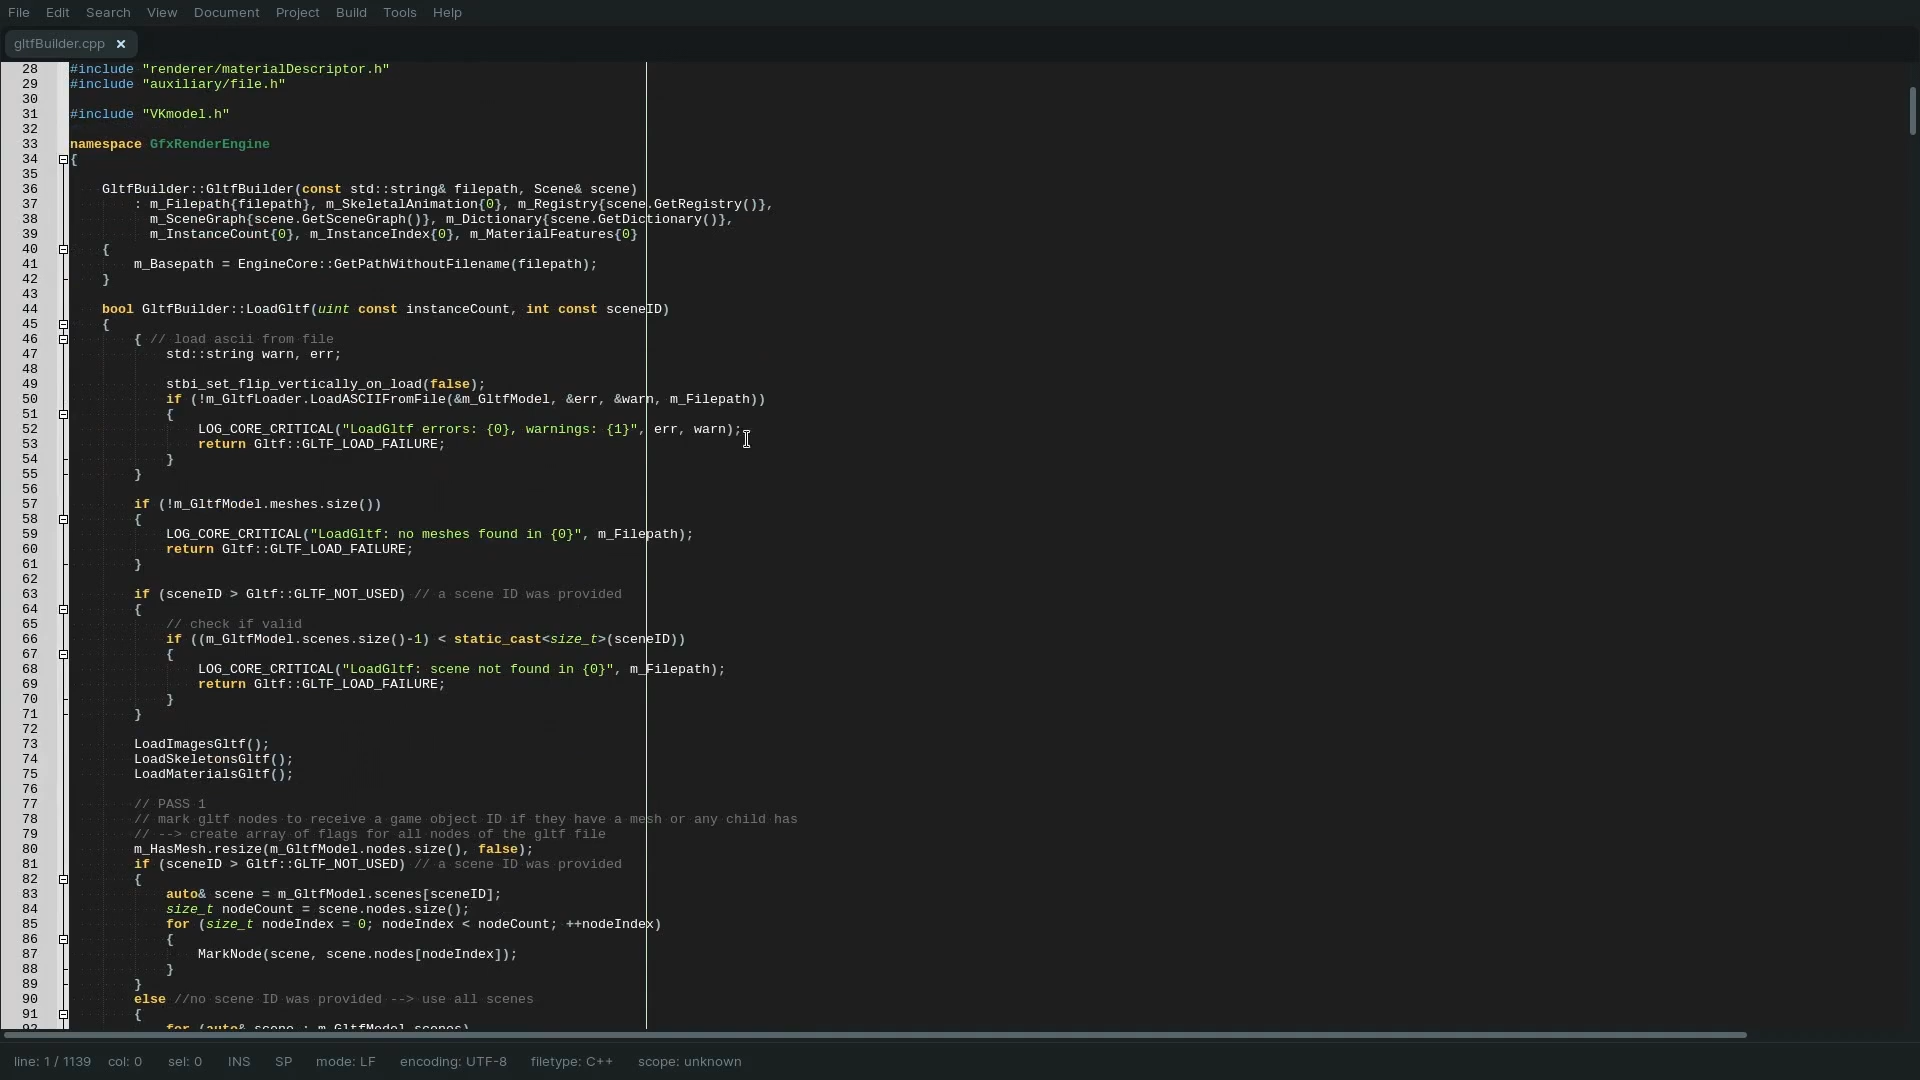 File Edit Search View Document Project Build Tools Help
gltfBuilder.cpp
28 #include "renderer/materialDescriptor.h"
29 #include "auxiliary/file.h"
30
31 #include "VKmodel.h"
32
33 namespace GfxRenderEngine
34 {
35
36 GltfBuilder::GltfBuilder(const std::string& filepath, Scene& scene)
37 : m_Filepath{filepath}, m_SkeletalAnimation{0}, m_Registry{scene.GetRegistry()},
38 m_SceneGraph{scene.GetSceneGraph()}, m_Dictionary{scene.GetDictionary()},
39 m_InstanceCount{0}, m_InstanceIndex{0}, m_MaterialFeatures{0}
40 {
41 m_Basepath = EngineCore::GetPathWithoutFilename(filepath);
42 }
43
44 bool GltfBuilder::LoadGltf(uint const instanceCount, int const sceneID)
45 {
46 { // load ascii from file
47 std::string warn, err;
48
49 stbi_set_flip_vertically_on_load(false);
50 if (!m_GltfLoader.LoadASCIIFromFile(&m_GltfModel, &err, &warn, m_Filepath))
51 {
52 LOG_CORE_CRITICAL("LoadGltf errors: {0}, warnings: {1}", err, warn);
53 return Gltf::GLTF_LOAD_FAILURE;
54 }
55 }
56
57 if (!m_GltfModel.meshes.size())
58 {
59 LOG_CORE_CRITICAL("LoadGltf: no meshes found in {0}", m_Filepath);
60 return Gltf::GLTF_LOAD_FAILURE;
61 }
62
63 if (sceneID > Gltf::GLTF_NOT_USED) // a scene ID was provided
64 {
65 // check if valid
66 if ((m_GltfModel.scenes.size()-1) < static_cast<size_t>(sceneID))
67 {
68 LOG_CORE_CRITICAL("LoadGltf: scene not found in {0}", m_Filepath);
69 return Gltf::GLTF_LOAD_FAILURE;
70 }
71 }
72
73 LoadImagesGltf();
74 LoadSkeletonsGltf();
75 LoadMaterialsGltf();
76
77 // PASS 1
78 // mark gltf nodes to receive a game object ID if they have a mesh or any child has
79 // --> create array of flags for all nodes of the gltf file
80 m_HasMesh.resize(m_GltfModel.nodes.size(), false);
81 if (sceneID > Gltf::GLTF_NOT_USED) // a scene ID was provided
82 {
83 auto& scene = m_GltfModel.scenes[sceneID];
84 size_t nodeCount = scene.nodes.size();
85 for (size_t nodeIndex = 0; nodeIndex < nodeCount; ++nodeIndex)
86 {
87 MarkNode(scene, scene.nodes[nodeIndex]);
88 }
89 }
90 else //no scene ID was provided --> use all scenes
91 {
92 for (auto& scene : m_GltfModel.scenes)
line: 1 / 1139 col: 0 sel: 0 INS SP mode: LF encoding: UTF-8 filetype: C++ scope: unknown